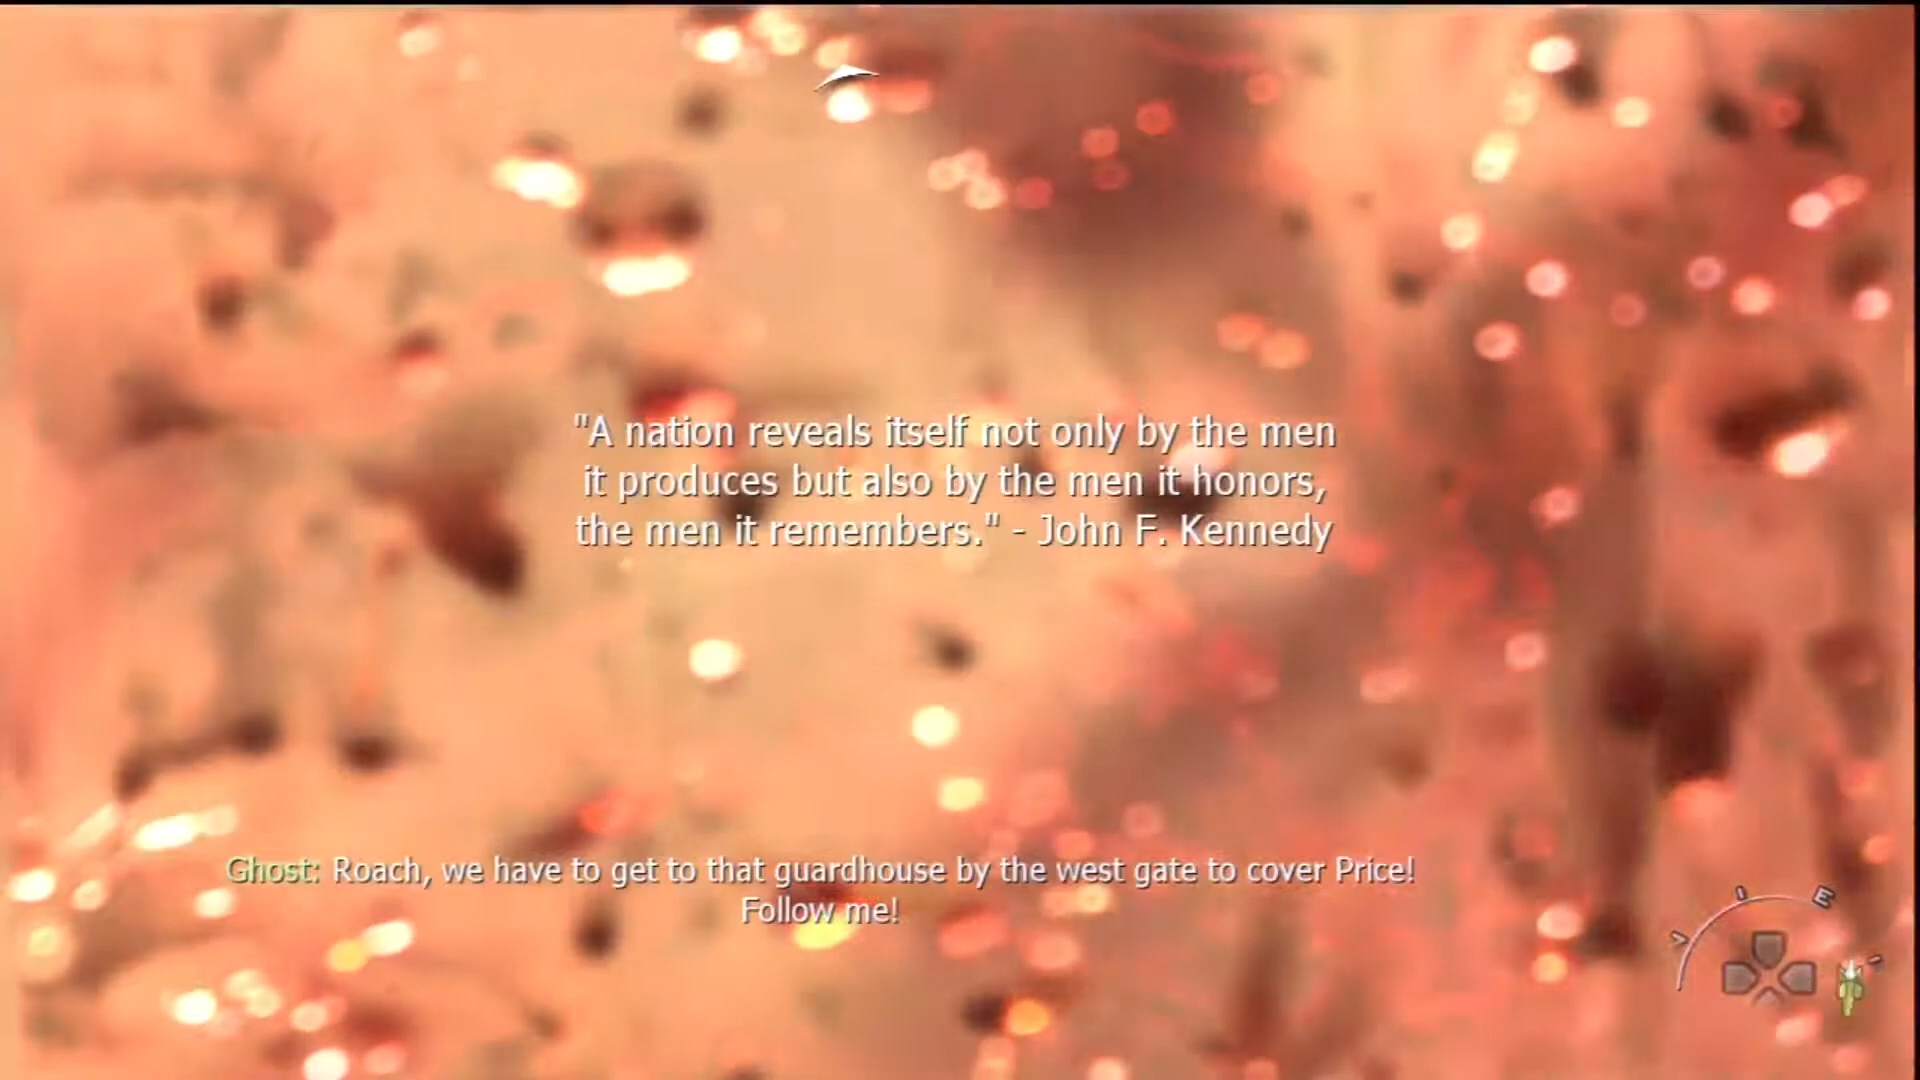 "A nation reveals itself not only by the men
it produces but also by the men it honors,
the men it remembers." - John F. Kennedy
Ghost: Roach, we have to get to that guardhouse by the west gate to cover Price!
Follow me!
E